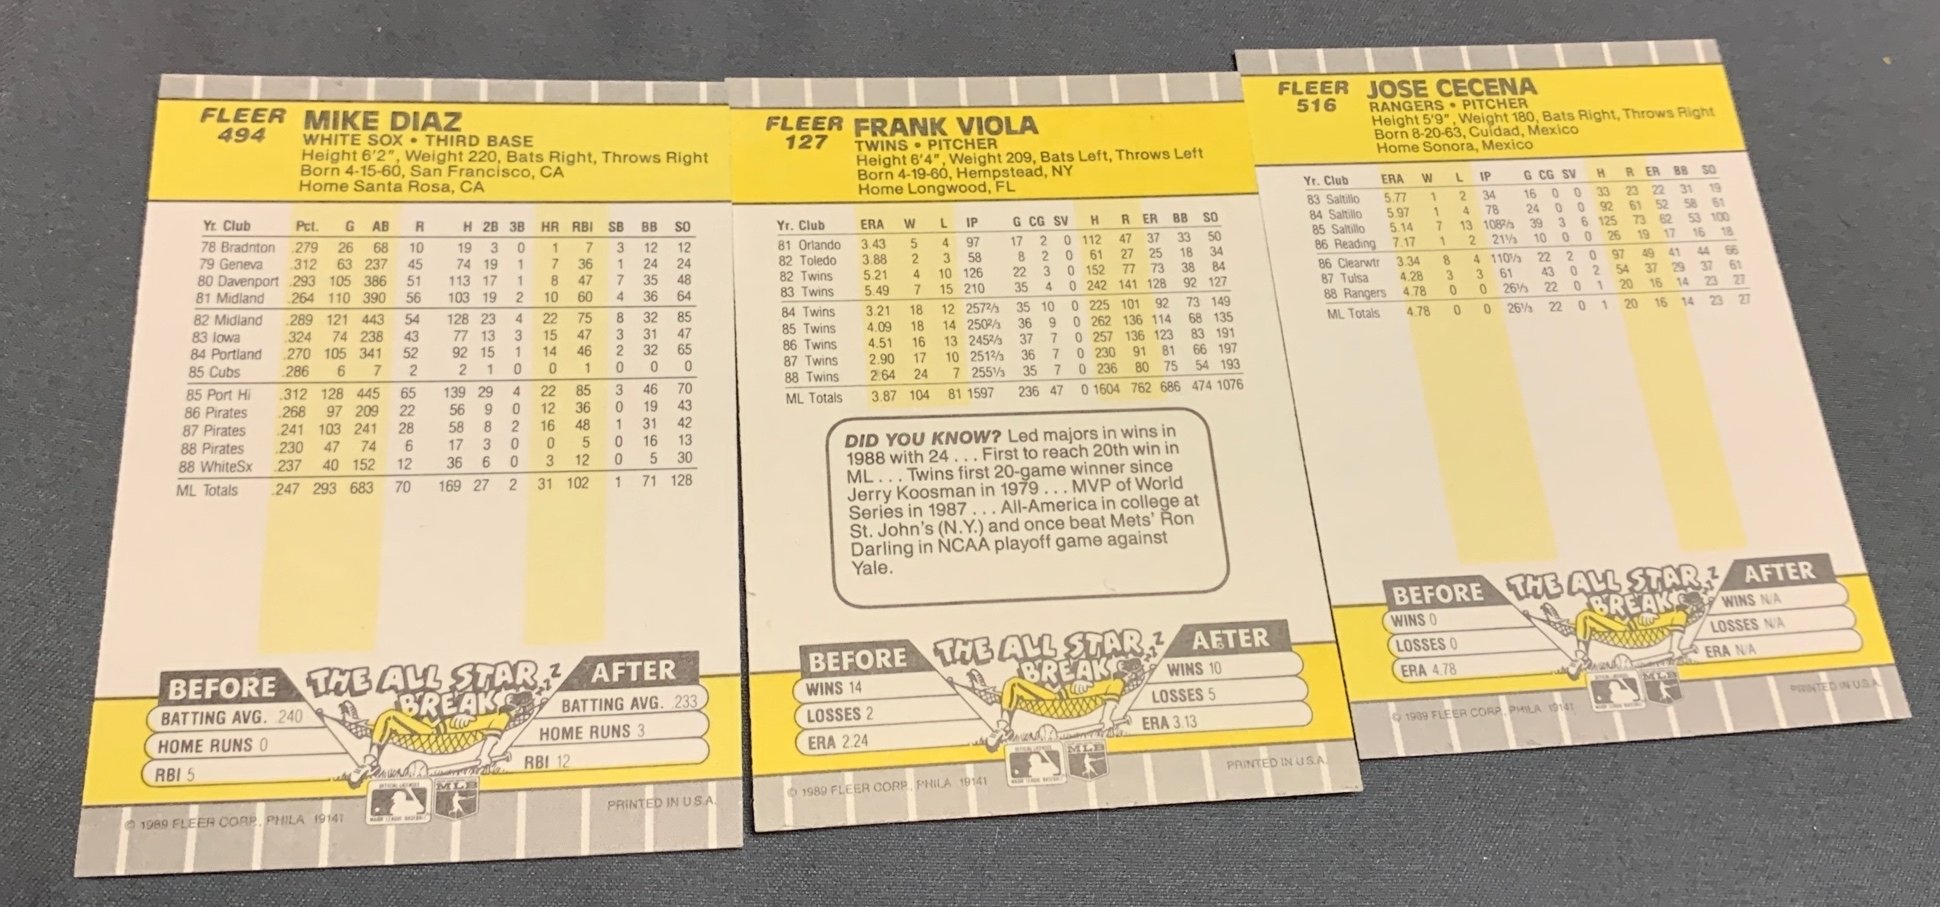 FLEER 494
MIKE DIAZ
WHITE SOX • THIRD BASE
Height 6'2", Weight 220, Bats Right, Throws Right
Born 4-15-60, San Francisco, CA
Home Santa Rosa, CA
Yr. Club Pct. G AB R H 2B 3B HR RBI SB BB SO
78 Bradnton .279 26 68 10 19 3 0 1 7 3 12 12
79 Geneva .312 63 237 45 74 19 1 7 36 1 24 24
80 Davenport .293 105 386 51 113 17 1 8 47 7 35 48
81 Midland .264 110 390 56 103 19 2 10 60 4 36 64
82 Midland .289 121 443 54 128 23 4 22 75 8 32 85
83 Iowa .324 74 238 43 77 13 3 15 47 3 31 47
84 Portland .270 105 341 52 92 15 1 14 46 2 32 65
85 Cubs .286 6 7 2 2 1 0 0 1 0 0 0
85 Port Hi .312 128 445 65 139 29 4 22 85 3 46 70
86 Pirates .268 97 209 22 56 9 0 12 36 0 19 43
87 Pirates .241 103 241 28 58 8 2 16 48 1 31 42
88 Pirates .230 47 74 6 17 3 0 0 5 0 16 13
88 WhiteSx .237 40 152 12 36 6 0 3 12 0 5 30
ML Totals .247 293 683 70 169 27 2 31 102 1 71 128
BEFORE
THE ALL STAR BREAK
AFTER
BATTING AVG. .240
HOME RUNS 0
RBI 5
BATTING AVG. .233
HOME RUNS 3
RBI 12
MLB
© 1989 FLEER CORP., PHILA 19141
PRINTED IN U.S.A.
FLEER 127
FRANK VIOLA
TWINS • PITCHER
Height 6'4", Weight 209, Bats Left, Throws Left
Born 4-19-60, Hempstead, NY
Home Longwood, FL
Yr. Club ERA W L IP G CG SV H R ER BB SO
81 Orlando 3.43 5 4 97 17 2 0 112 47 37 33 50
82 Toledo 3.88 2 3 58 8 2 0 61 27 25 18 34
82 Twins 5.21 4 10 126 22 3 0 152 77 73 38 84
83 Twins 5.49 7 15 210 35 4 0 242 141 128 92 127
84 Twins 3.21 18 12 257⅔ 35 10 0 225 101 92 73 149
85 Twins 4.09 18 14 250⅔ 36 9 0 262 136 114 68 135
86 Twins 4.51 16 13 245⅔ 37 7 0 257 136 123 83 191
87 Twins 2.90 17 10 251⅔ 36 7 0 230 91 81 66 197
88 Twins 2.64 24 7 255⅓ 35 7 0 236 80 75 54 193
ML Totals 3.87 104 81 1597 236 47 0 1604 762 686 474 1076
DID YOU KNOW? Led majors in wins in
1988 with 24 . . . First to reach 20th win in
ML . . . Twins first 20-game winner since
Jerry Koosman in 1979 . . . MVP of World
Series in 1987 . . . All-America in college at
St. John's (N.Y.) and once beat Mets' Ron
Darling in NCAA playoff game against
Yale.
BEFORE
THE ALL STAR BREAK
AFTER
WINS 14
LOSSES 2
ERA 2.24
WINS 10
LOSSES 5
ERA 3.13
MLB
© 1989 FLEER CORP., PHILA 19141
PRINTED IN U.S.A.
FLEER 516
JOSE CECENA
RANGERS • PITCHER
Height 5'9", Weight 180, Bats Right, Throws Right
Born 8-20-63, Cuidad, Mexico
Home Sonora, Mexico
Yr. Club ERA W L IP G CG SV H R ER BB SO
83 Saltillo 5.77 1 2 34 16 0 0 33 23 22 31 19
84 Saltillo 5.97 1 4 78 24 0 0 92 61 52 58 61
85 Saltillo 5.14 7 13 108⅔ 39 3 6 125 73 62 53 100
86 Reading 7.17 1 2 21⅓ 10 0 0 26 19 17 16 18
86 Clearwtr 3.34 8 4 110⅓ 22 2 0 97 49 41 44 66
87 Tulsa 4.28 3 3 61 43 0 2 54 37 29 37 61
88 Rangers 4.78 0 0 26⅓ 22 0 1 20 16 14 23 27
ML Totals 4.78 0 0 26⅓ 22 0 1 20 16 14 23 27
BEFORE
THE ALL STAR BREAK
AFTER
WINS 0
LOSSES 0
ERA 4.78
WINS N/A
LOSSES N/A
ERA N/A
MLB
© 1989 FLEER CORP., PHILA 19141
PRINTED IN U.S.A.